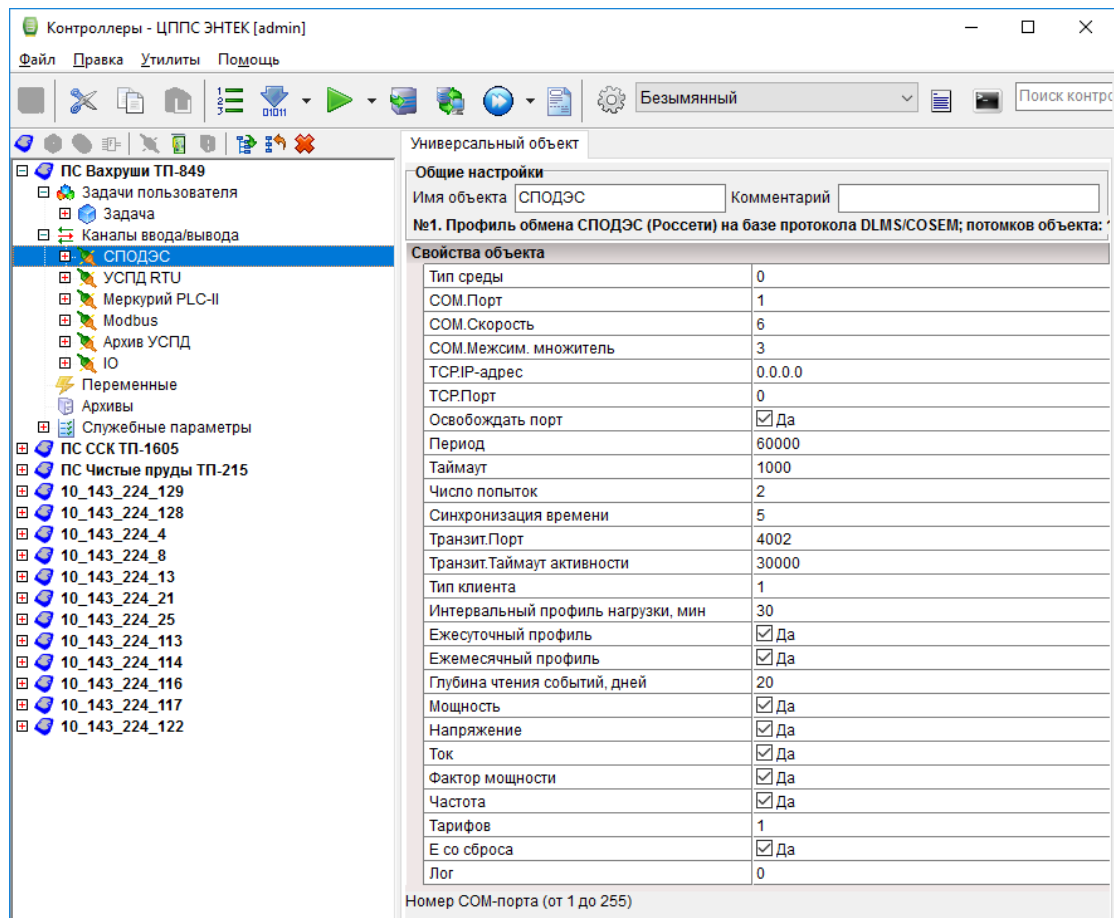 Контроллеры - ЦППС ЭНТЕК [admin]
Файл Правка Утилиты Помощь
Безымянный
Поиск контро
ПС Вахруши ТП-849
Задачи пользователя
Задача
Каналы ввода/вывода
СПОДЭС
УСПД RTU
Меркурий PLC-II
Modbus
Архив УСПД
IO
Переменные
Архивы
Служебные параметры
ПС ССК ТП-1605
ПС Чистые пруды ТП-215
10_143_224_129
10_143_224_128
10_143_224_4
10_143_224_8
10_143_224_13
10_143_224_21
10_143_224_25
10_143_224_113
10_143_224_114
10_143_224_116
10_143_224_117
10_143_224_122
Универсальный объект
Общие настройки
Имя объекта СПОДЭС Комментарий
№1. Профиль обмена СПОДЭС (Россети) на базе протокола DLMS/COSEM; потомков объекта:
Свойства объекта
Тип среды 0
COM.Порт 1
COM.Скорость 6
COM.Межсим. множитель 3
TCP.IP-адрес 0.0.0.0
TCP.Порт 0
Освобождать порт Да
Период 60000
Таймаут 1000
Число попыток 2
Синхронизация времени 5
Транзит.Порт 4002
Транзит.Таймаут активности 30000
Тип клиента 1
Интервальный профиль нагрузки, мин 30
Ежесуточный профиль Да
Ежемесячный профиль Да
Глубина чтения событий, дней 20
Мощность Да
Напряжение Да
Ток Да
Фактор мощности Да
Частота Да
Тарифов 1
Е со сброса Да
Лог 0
Номер COM-порта (от 1 до 255)